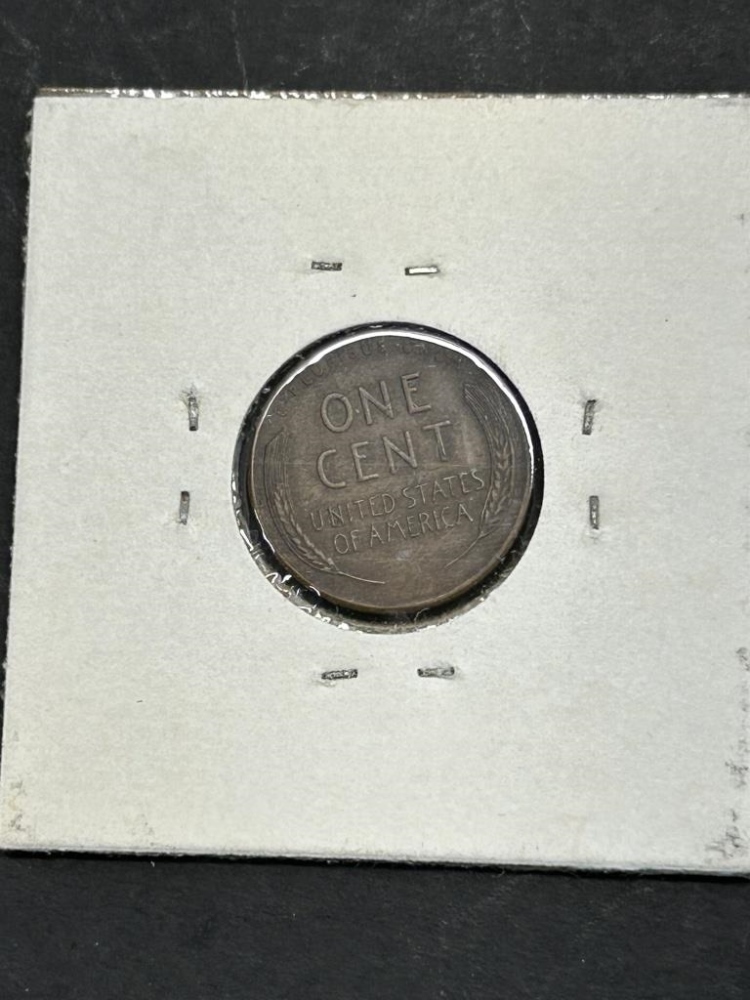 ONE
CENT
UNITED STATES
OF AMERICA